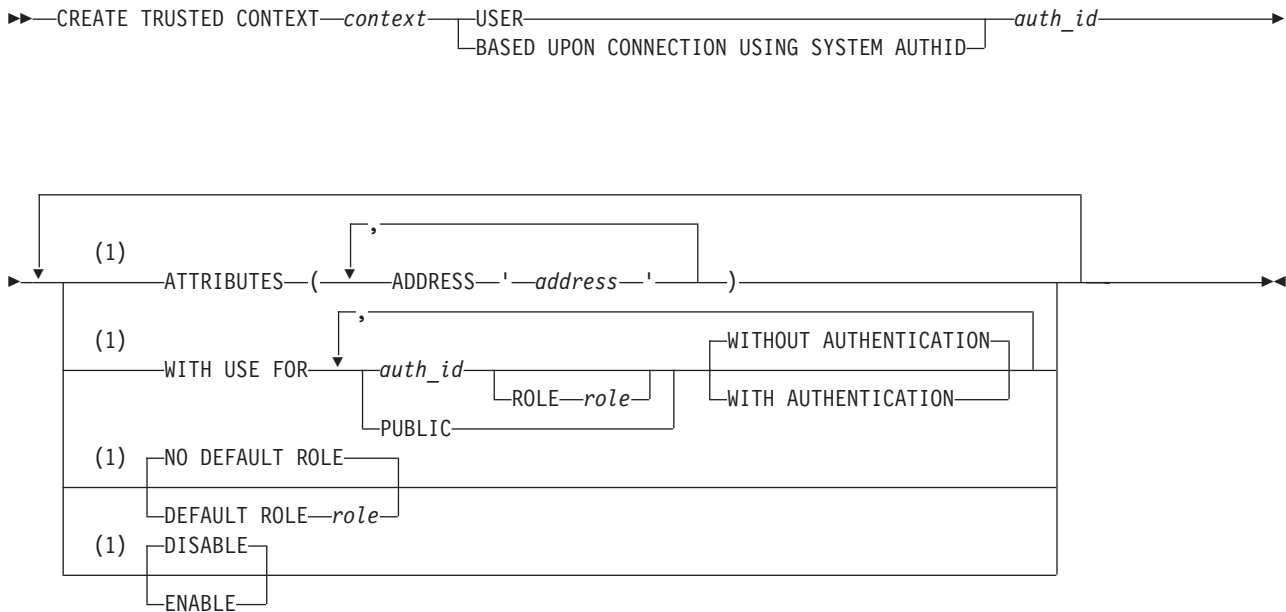 CREATE TRUSTED CONTEXT context USER auth_id
BASED UPON CONNECTION USING SYSTEM AUTHID
,
(1)
ATTRIBUTES ( ADDRESS ' address ' )
,
(1) WITHOUT AUTHENTICATION
WITH USE FOR auth_id
ROLE role WITH AUTHENTICATION
PUBLIC
(1) NO DEFAULT ROLE
DEFAULT ROLE role
(1) DISABLE
ENABLE